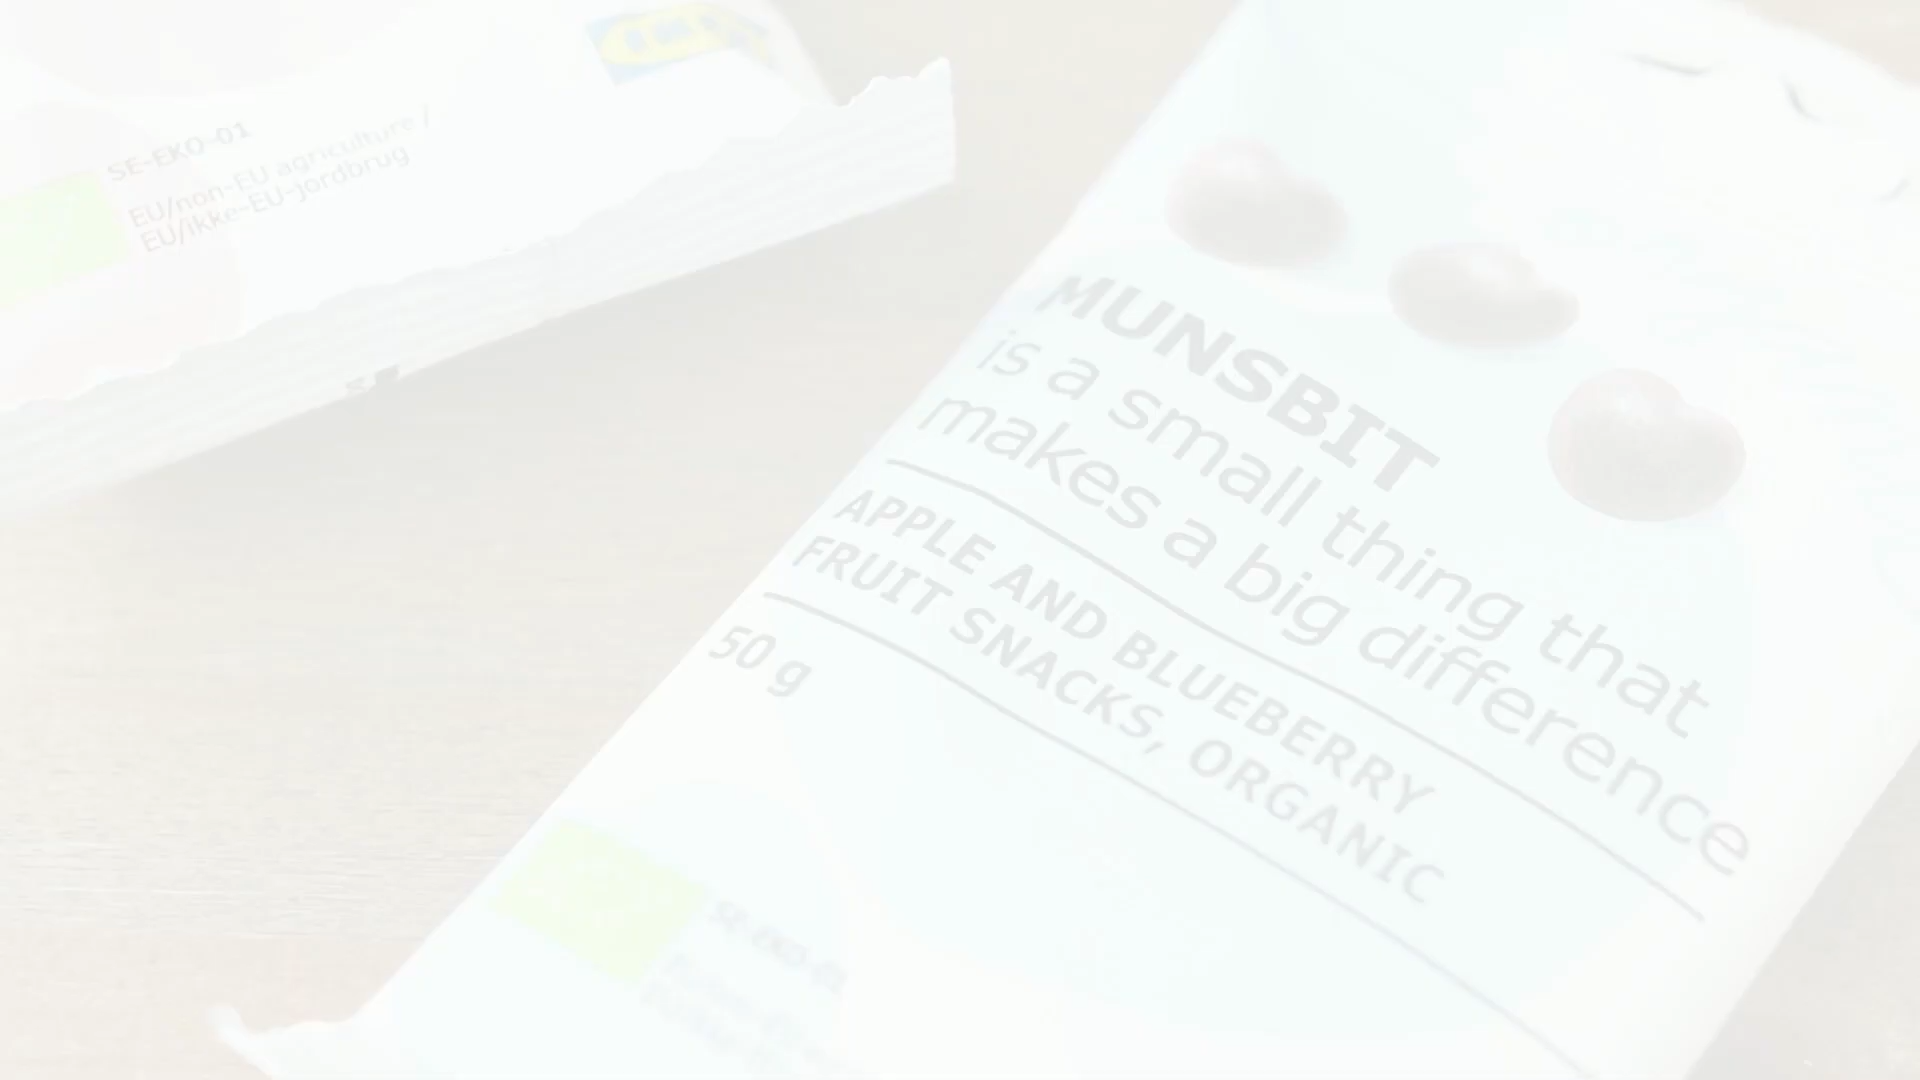 SE-EKO-01
EU/non-EU agriculture /
EU/ikke-EU-jordbrug
MUNSBIT
is a small thing that
makes a big difference
APPLE AND BLUEBERRY
FRUIT SNACKS, ORGANIC
50 g
SE-EKO-01